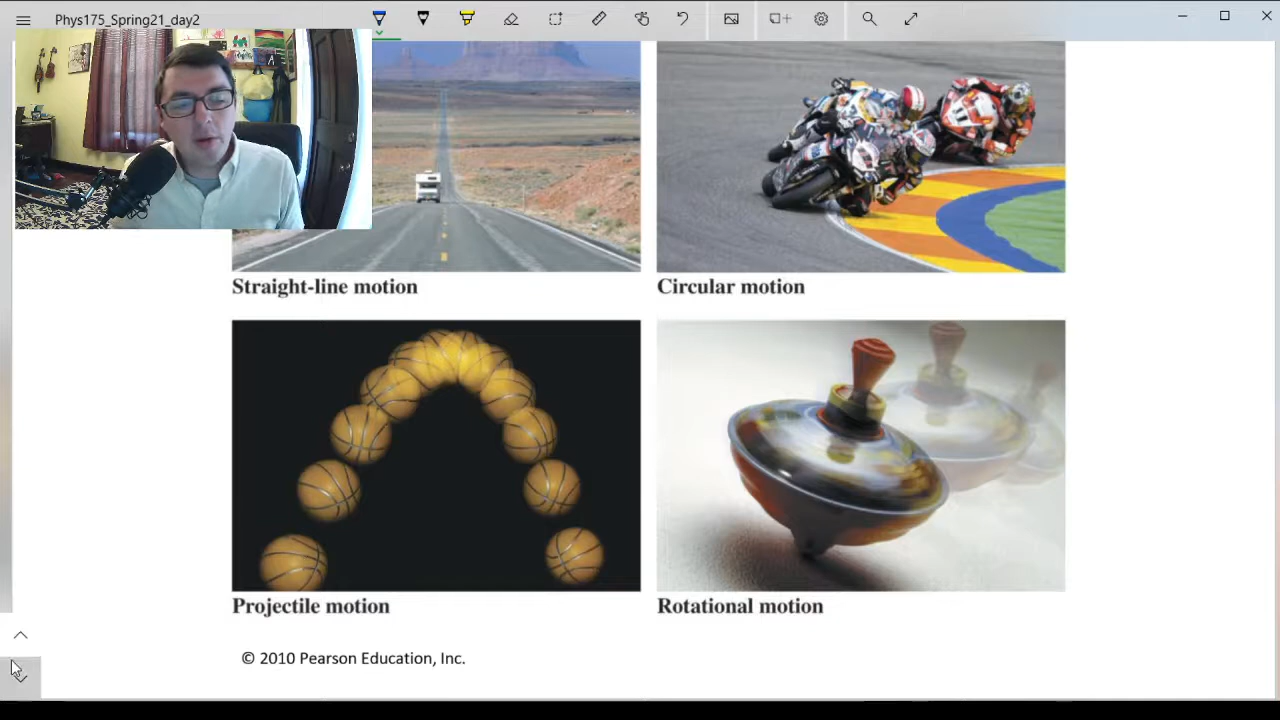 Phys175_Spring21_day2
Straight-line motion
Circular motion
Projectile motion
Rotational motion
© 2010 Pearson Education, Inc.